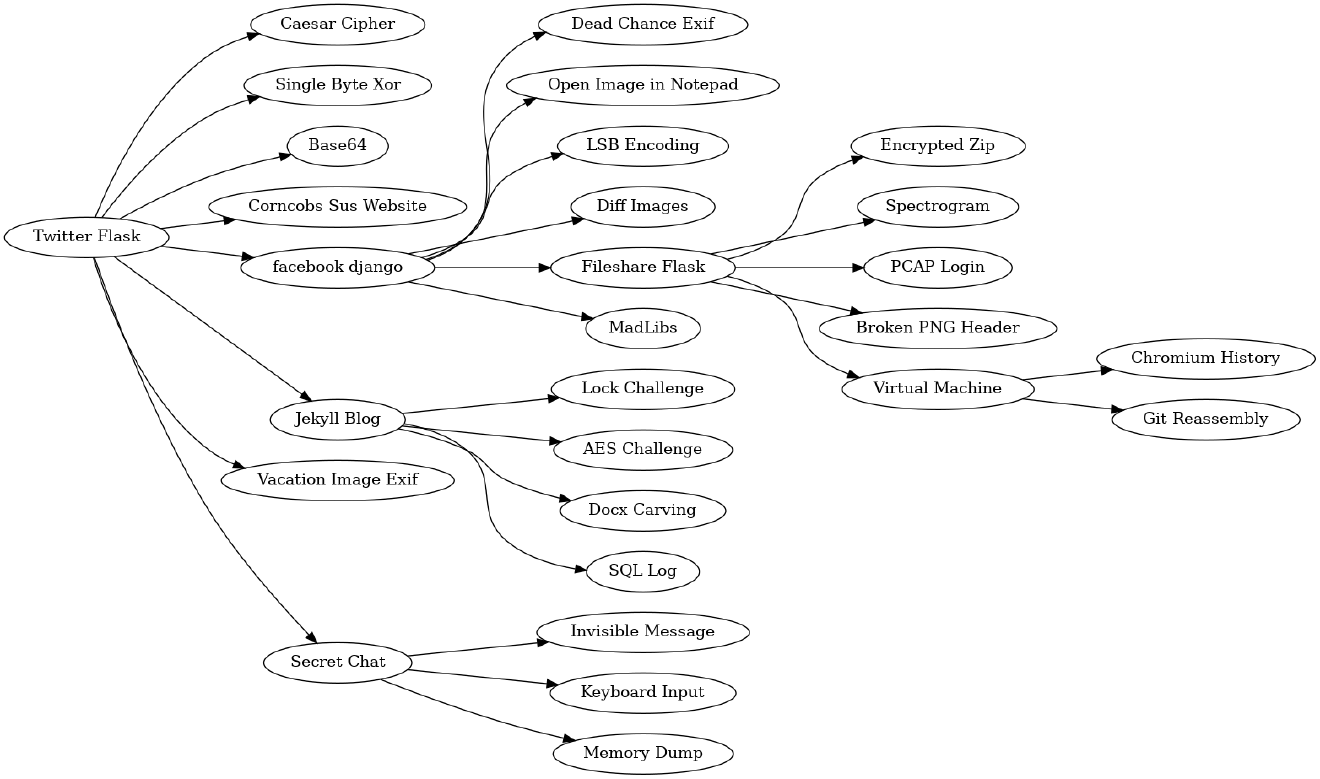 Twitter Flask
Caesar Cipher
Single Byte Xor
Base64
Corncobs Sus Website
facebook django
Jekyll Blog
Vacation Image Exif
Secret Chat
Dead Chance Exif
Open Image in Notepad
LSB Encoding
Diff Images
Fileshare Flask
MadLibs
Lock Challenge
AES Challenge
Docx Carving
SQL Log
Invisible Message
Keyboard Input
Memory Dump
Encrypted Zip
Spectrogram
PCAP Login
Broken PNG Header
Virtual Machine
Chromium History
Git Reassembly